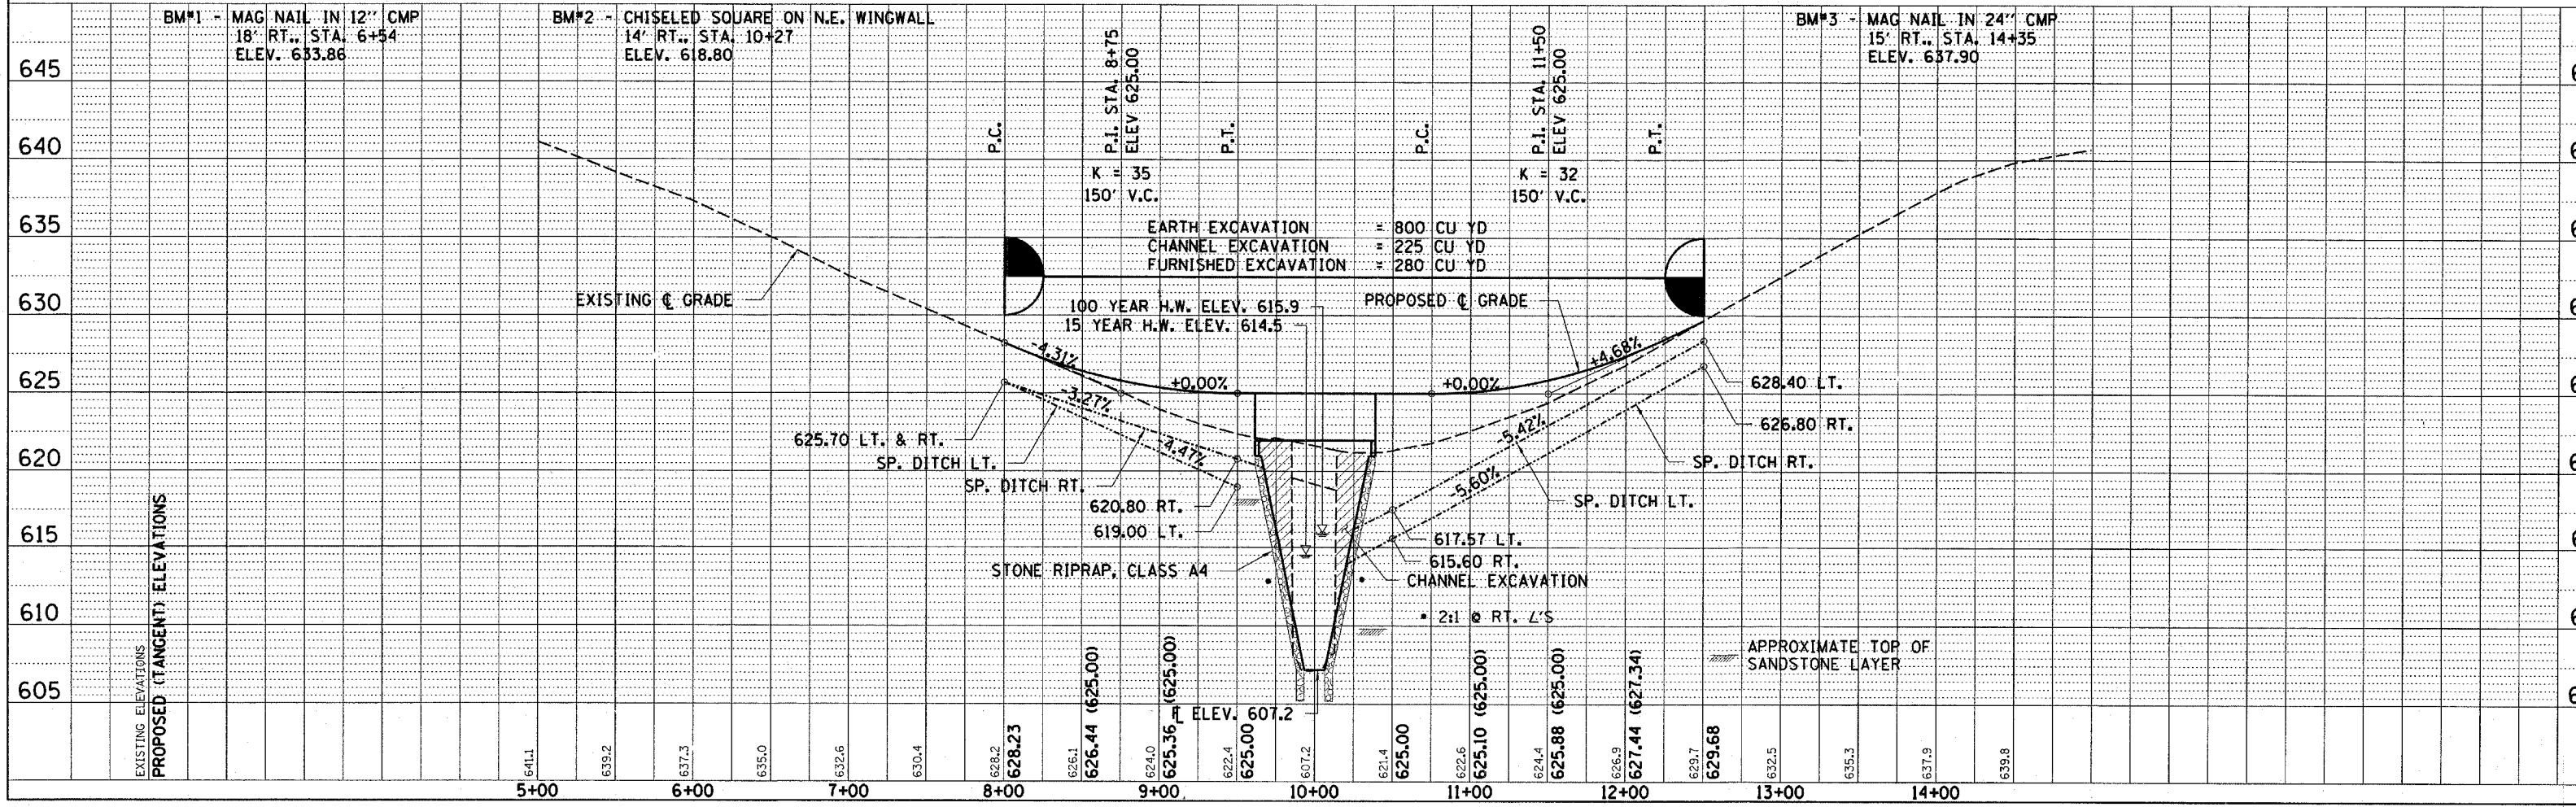 BM#1 - MAG NAIL IN 12" CMP
18' RT., STA. 6+54
ELEV. 633.86
BM#2 - CHISELED SQUARE ON N.E. WINGWALL
14' RT., STA. 10+27
ELEV. 618.80
BM#3 - MAG NAIL IN 24" CMP
15' RT., STA. 14+35
ELEV. 637.90
645
640
635
630
625
620
615
610
605
6
6
6
6
6
6
6
6
6
P.C.
P.I. STA. 8+75
ELEV 625.00
P.T.
P.C.
P.I. STA. 11+50
ELEV 625.00
P.T.
K = 35
150' V.C.
K = 32
150' V.C.
EARTH EXCAVATION = 800 CU YD
CHANNEL EXCAVATION = 225 CU YD
FURNISHED EXCAVATION = 280 CU YD
EXISTING ℄ GRADE
100 YEAR H.W. ELEV. 615.9
15 YEAR H.W. ELEV. 614.5
PROPOSED ℄ GRADE
-4.31%
+0.00%
+0.00%
+4.68%
-3.27%
-4.47%
-5.42%
-5.60%
625.70 LT. & RT.
SP. DITCH LT.
SP. DITCH RT.
620.80 RT.
619.00 LT.
STONE RIPRAP, CLASS A4
628.40 LT.
626.80 RT.
SP. DITCH RT.
SP. DITCH LT.
617.57 LT.
615.60 RT.
CHANNEL EXCAVATION
• 2:1 @ RT. ∠'S
APPROXIMATE TOP OF
SANDSTONE LAYER
FL ELEV. 607.2
EXISTING ELEVATIONS
PROPOSED (TANGENT) ELEVATIONS
641.1
639.2
637.3
635.0
632.6
630.4
628.2
628.23
626.1
626.44 (625.00)
624.0
625.36 (625.00)
622.4
625.00
607.2
621.4
625.00
622.6
625.10 (625.00)
624.4
625.88 (625.00)
626.9
627.44 (627.34)
629.7
629.68
632.5
635.3
637.9
639.8
5+00
6+00
7+00
8+00
9+00
10+00
11+00
12+00
13+00
14+00